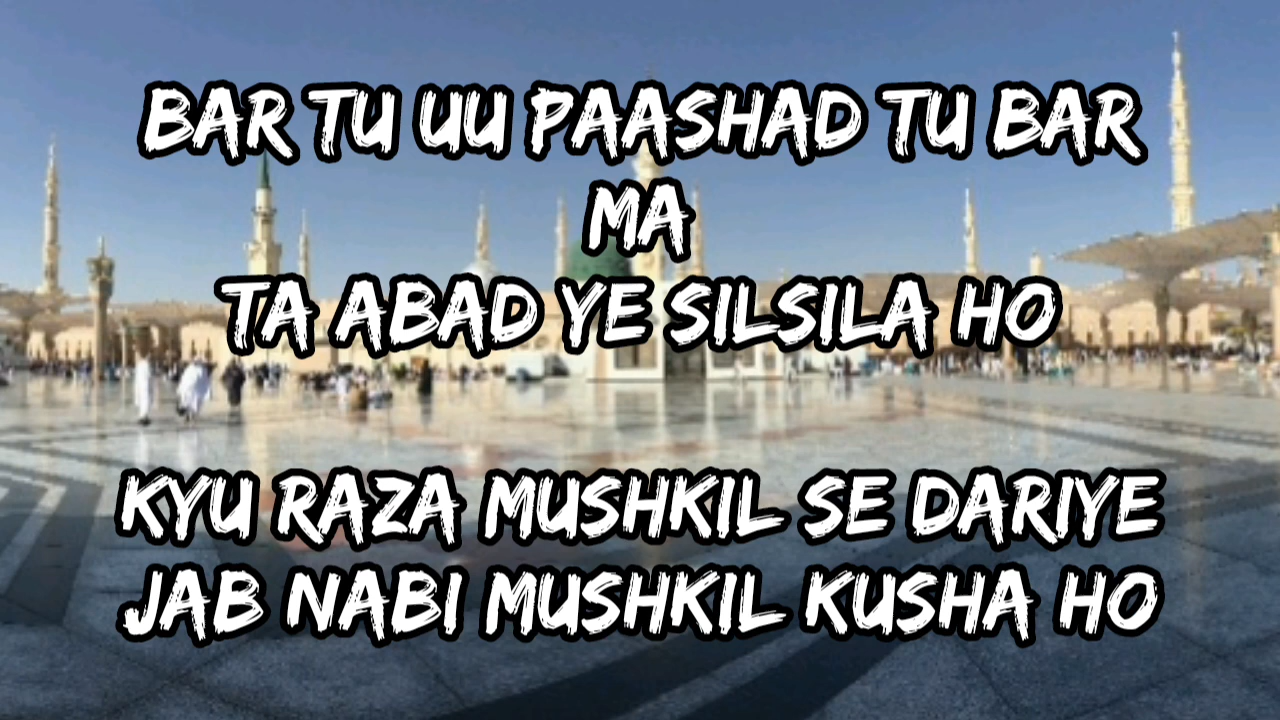 BAR TU UU PAASHAD TU BAR
MA
TA ABAD YE SILSILA HO
KYU RAZA MUSHKIL SE DARIYE
JAB NABI MUSHKIL KUSHA HO